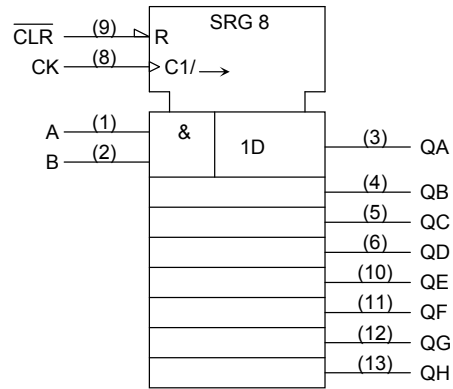 SRG 8
CLR (9) R
CK (8) C1/
A (1) & 1D (3) QA
B (2)
(4) QB
(5) QC
(6) QD
(10) QE
(11) QF
(12) QG
(13) QH